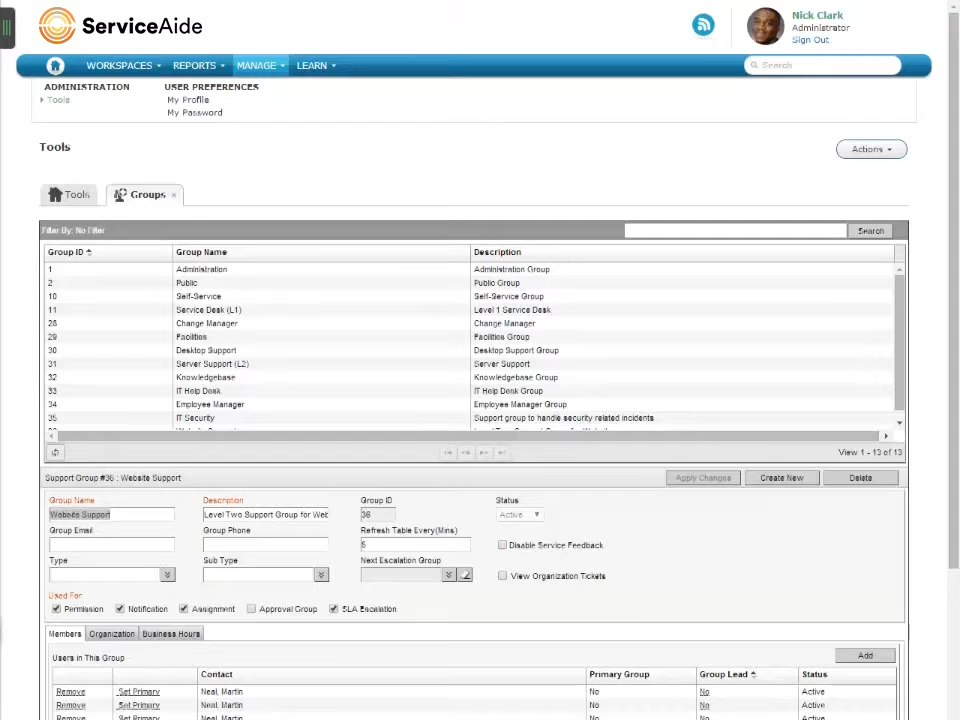 ServiceAide
Nick Clark
Administrator
Sign Out
WORKSPACES REPORTS MANAGE LEARN
Search
ADMINISTRATION USER PREFERENCES
Tools My Profile
My Password
Tools
Actions
Tools Groups ×
Filter By: No Filter Search
Group ID Group Name Description
1 Administration Administration Group
2 Public Public Group
10 Self-Service Self-Service Group
11 Service Desk (L1) Level 1 Service Desk
28 Change Manager Change Manager
29 Facilities Facilities Group
30 Desktop Support Desktop Support Group
31 Server Support (L2) Server Support
32 Knowledgebase Knowledgebase Group
33 IT Help Desk IT Help Desk Group
34 Employee Manager Employee Manager Group
35 IT Security Support group to handle security related incidents
View 1 - 13 of 13
Support Group #36 : Website Support Apply Changes Create New Delete
Group Name Description Group ID Status
Website Support Level Two Support Group for Wet 36 Active
Group Email Group Phone Refresh Table Every(Mins)
5 Disable Service Feedback
Type Sub Type Next Escalation Group
View Organization Tickets
Used For
Permission Notification Assignment Approval Group SLA Escalation
Members Organization Business Hours
Users in This Group Add
Contact Primary Group Group Lead Status
Remove Set Primary Neal, Martin No No Active
Remove Set Primary Neal, Martin No No Active
Remove Set Primary Neal, Martin No No Active